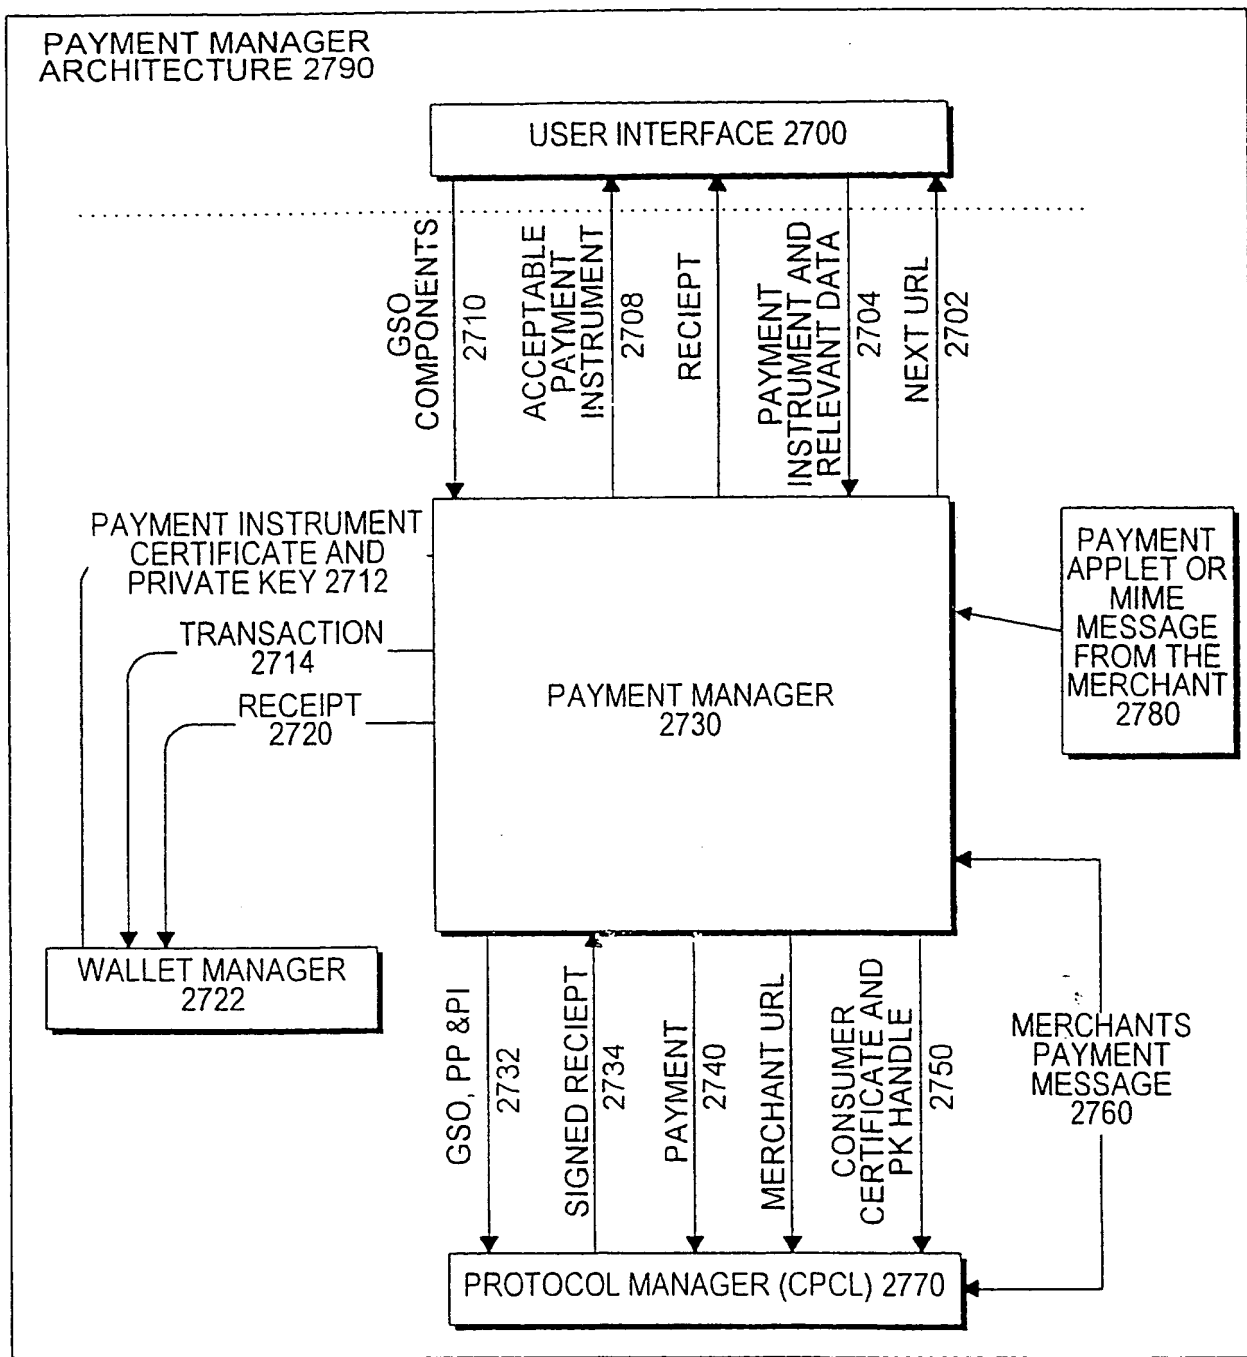 PAYMENT MANAGER
ARCHITECTURE 2790
USER INTERFACE 2700
GSO
COMPONENTS
2710
ACCEPTABLE
PAYMENT
INSTRUMENT
2708
RECIEPT
PAYMENT
INSTRUMENT AND
RELEVANT DATA
2704
NEXT URL
2702
PAYMENT INSTRUMENT
CERTIFICATE AND
PRIVATE KEY 2712
TRANSACTION
2714
RECEIPT
2720
PAYMENT MANAGER
2730
PAYMENT
APPLET OR
MIME
MESSAGE
FROM THE
MERCHANT
2780
WALLET MANAGER
2722
GSO, PP &PI
2732
SIGNED RECIEPT
2734
PAYMENT
2740
MERCHANT URL
CONSUMER
CERTIFICATE AND
PK HANDLE
2750
MERCHANTS
PAYMENT
MESSAGE
2760
PROTOCOL MANAGER (CPCL) 2770